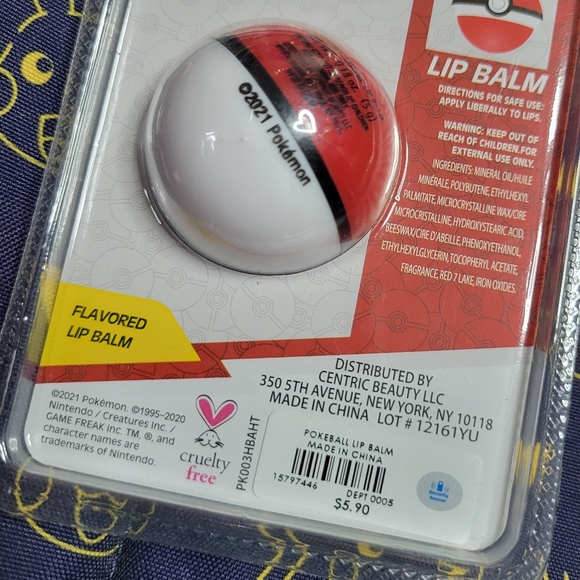 LIP BALM
DIRECTIONS FOR SAFE USE:
APPLY LIBERALLY TO LIPS.
WARNING: KEEP OUT OF
REACH OF CHILDREN.FOR
EXTERNAL USE ONLY.
INGREDIENTS: MINERAL OIL/HUILE
MINÉRALE, POLYBUTENE, ETHYLHEXYL
PALMITATE, MICROCRYSTALLINE WAX/CIRE
MICROCRISTALLINE, HYDROXYSTEARIC ACID,
BEESWAX/CIRE D'ABEILLE, PHENOXYETHANOL,
ETHYLHEXYLGLYCERIN, TOCOPHERYL ACETATE,
FRAGRANCE, RED 7 LAKE, IRON OXIDES.
©2021 Pokémon
FLAVORED
LIP BALM
©2021 Pokémon. ©1995–2020
Nintendo / Creatures Inc. /
GAME FREAK inc. TM, ®, and
character names are
trademarks of Nintendo.
cruelty
free
PK003HBAHT
DISTRIBUTED BY
CENTRIC BEAUTY LLC
350 5TH AVENUE, NEW YORK, NY 10118
MADE IN CHINA LOT # 12161YU
POKEBALL LIP BALM
MADE IN CHINA
15797446
DEPT 0005
$5.90